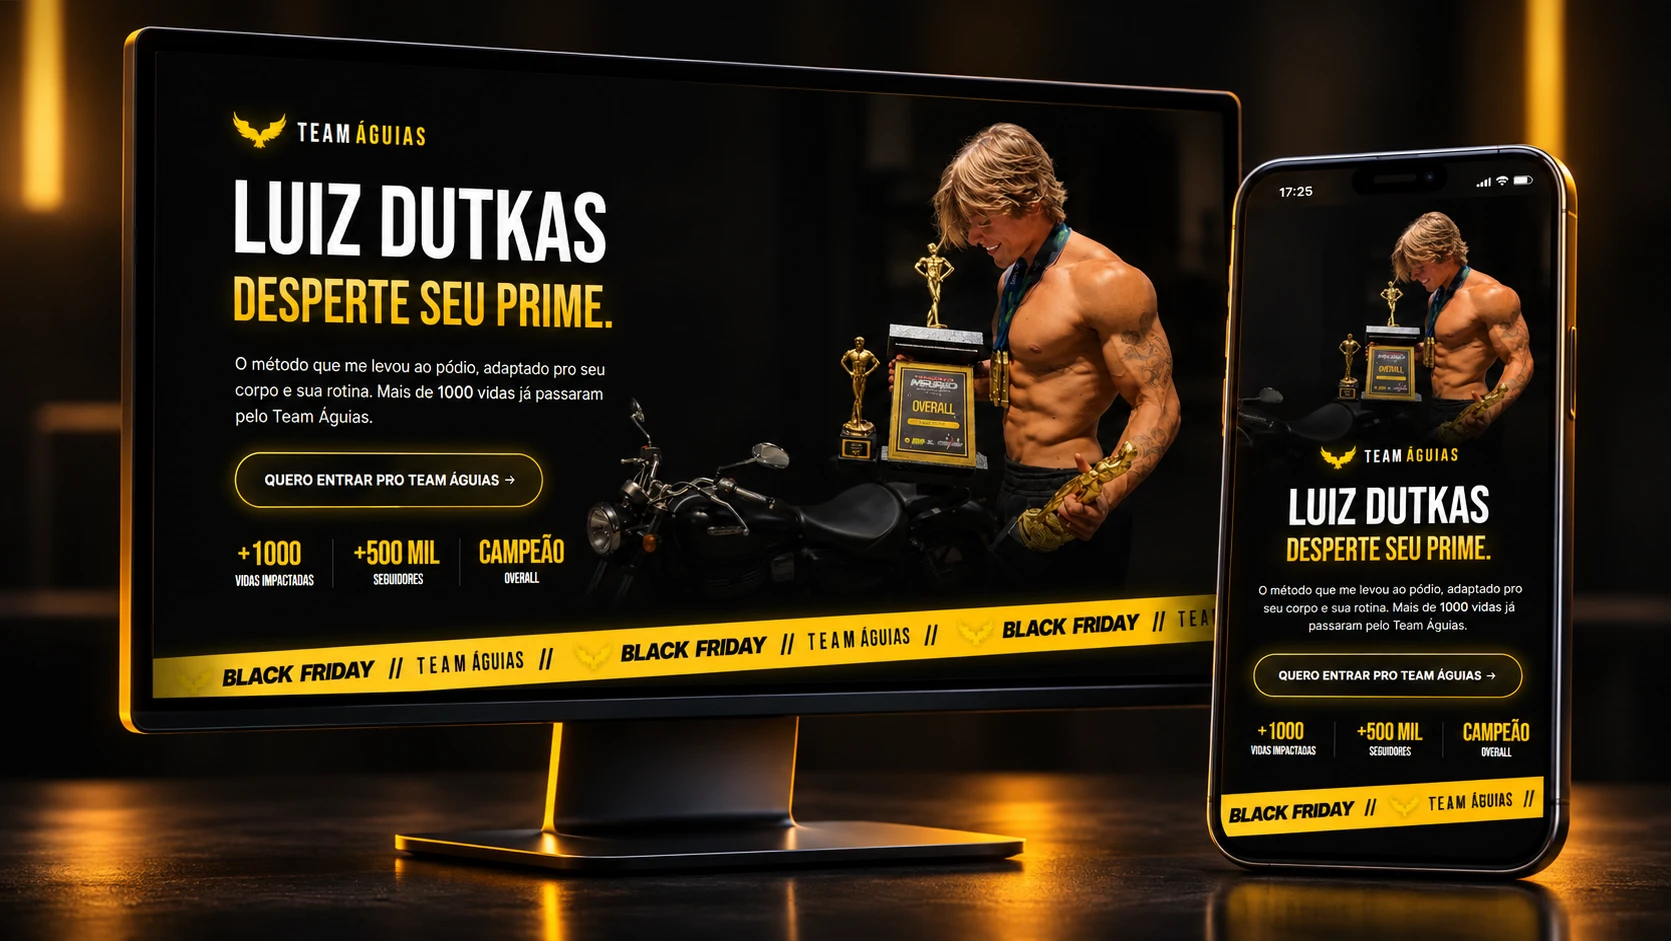 TEAM ÁGUIAS
LUIZ DUTKAS
DESPERTE SEU PRIME.
O método que me levou ao pódio, adaptado pro seu
corpo e sua rotina. Mais de 1000 vidas já passaram
pelo Team Águias.
QUERO ENTRAR PRO TEAM ÁGUIAS →
+1000
VIDAS IMPACTADAS
+500 MIL
SEGUIDORES
CAMPEÃO
OVERALL
OVERALL
BLACK FRIDAY // TEAM ÁGUIAS // BLACK FRIDAY // TEAM ÁGUIAS // BLACK FRIDAY // TEA
17:25
OVERALL
TEAM ÁGUIAS
LUIZ DUTKAS
DESPERTE SEU PRIME.
O método que me levou ao pódio, adaptado pro
seu corpo e sua rotina. Mais de 1000 vidas já
passaram pelo Team Águias.
QUERO ENTRAR PRO TEAM ÁGUIAS →
+1000
VIDAS IMPACTADAS
+500 MIL
SEGUIDORES
CAMPEÃO
OVERALL
BLACK FRIDAY // TEAM ÁGUIAS //